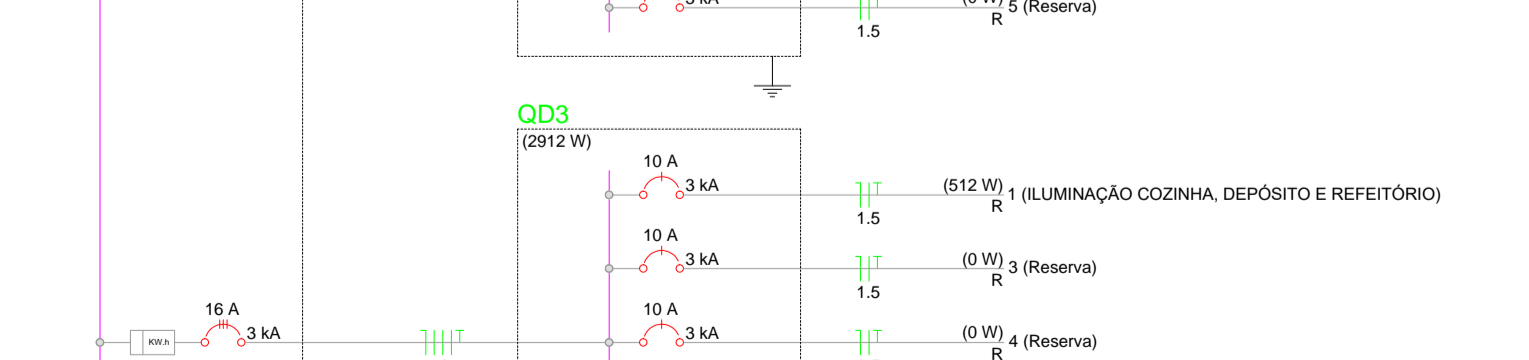 3 kA
(0 W) 5 (Reserva)
R
1.5
QD3
(2912 W)
10 A
3 kA
(512 W) 1 (ILUMINAÇÃO COZINHA, DEPÓSITO E REFEITÓRIO)
R
1.5
10 A
3 kA
(0 W) 3 (Reserva)
R
1.5
16 A
KW.h
3 kA
10 A
3 kA
(0 W) 4 (Reserva)
R